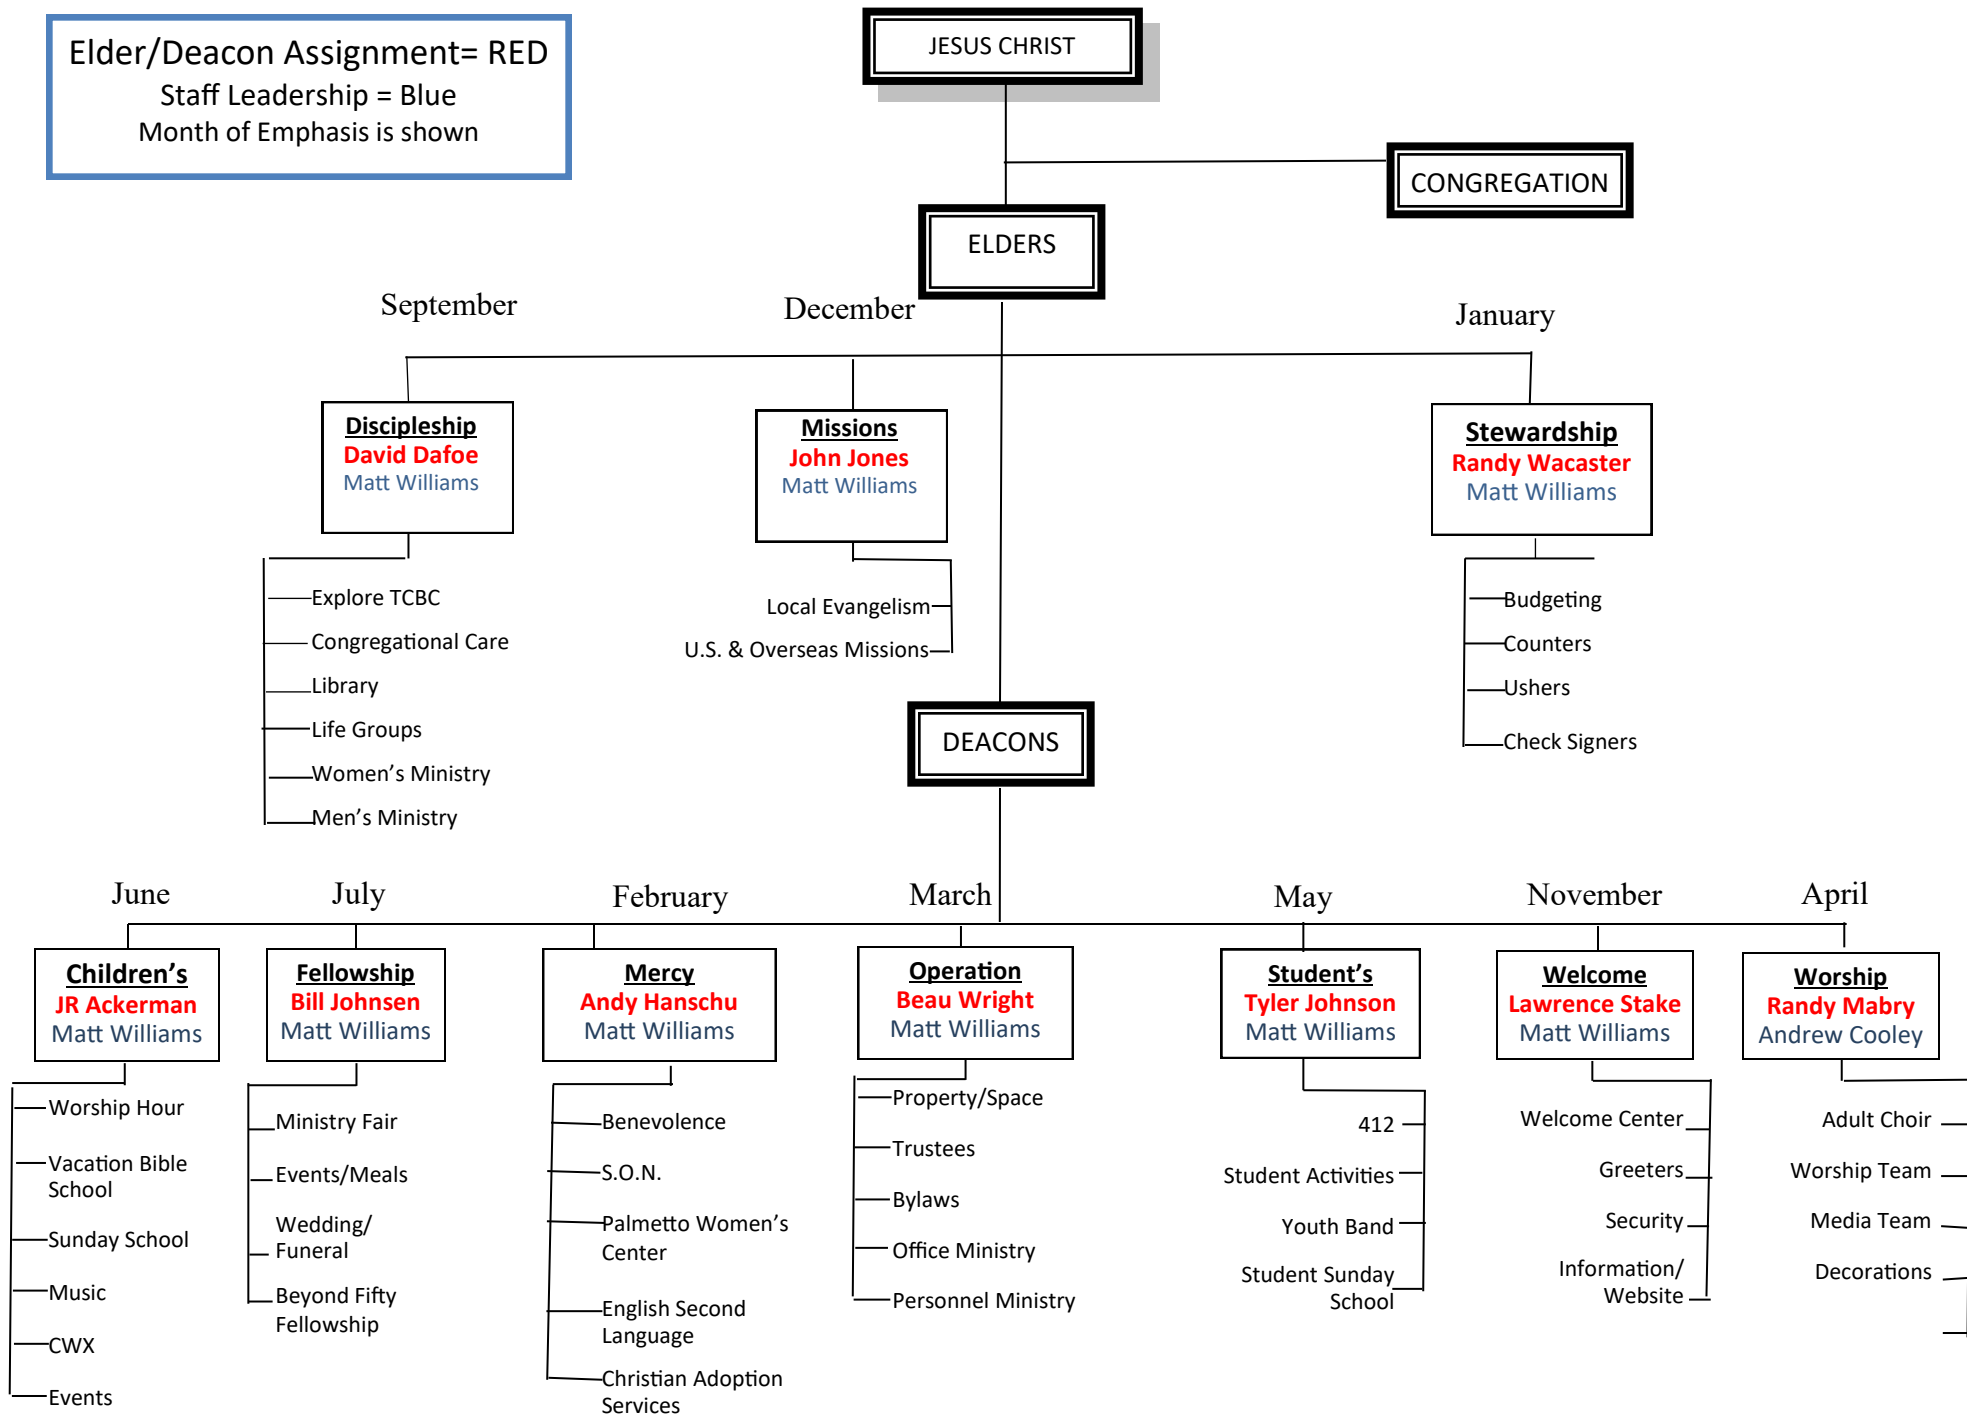 Elder/Deacon Assignment= RED
Staff Leadership = Blue
Month of Emphasis is shown
JESUS CHRIST
CONGREGATION
ELDERS
September
December
January
Discipleship
David Dafoe
Matt Williams
Missions
John Jones
Matt Williams
Stewardship
Randy Wacaster
Matt Williams
Explore TCBC
Congregational Care
Library
Life Groups
Women’s Ministry
Men’s Ministry
Local Evangelism
U.S. & Overseas Missions
Budgeting
Counters
Ushers
Check Signers
DEACONS
June
July
February
March
May
November
April
Children’s
JR Ackerman
Matt Williams
Fellowship
Bill Johnsen
Matt Williams
Mercy
Andy Hanschu
Matt Williams
Operation
Beau Wright
Matt Williams
Student’s
Tyler Johnson
Matt Williams
Welcome
Lawrence Stake
Matt Williams
Worship
Randy Mabry
Andrew Cooley
Worship Hour
Vacation Bible
School
Sunday School
Music
CWX
Events
Ministry Fair
Events/Meals
Wedding/
Funeral
Beyond Fifty
Fellowship
Benevolence
S.O.N.
Palmetto Women’s
Center
English Second
Language
Christian Adoption
Services
Property/Space
Trustees
Bylaws
Office Ministry
Personnel Ministry
412
Student Activities
Youth Band
Student Sunday
School
Welcome Center
Greeters
Security
Information/
Website
Adult Choir
Worship Team
Media Team
Decorations